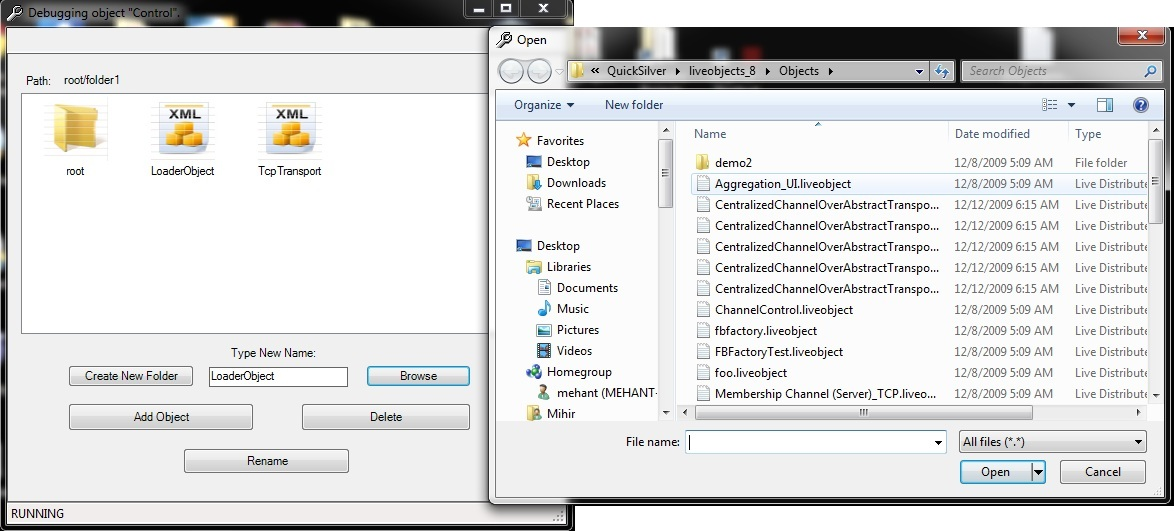 Debugging object "Control".
Path: root/folder1
XML XML
root LoaderObject TcpTransport
Type New Name:
Create New Folder LoaderObject Browse
Add Object Delete
Rename
RUNNING
Open
« QuickSilver liveobjects_8 Objects Search Objects
Organize New folder
Favorites
Desktop
Downloads
Recent Places
Desktop
Libraries
Documents
Music
Pictures
Videos
Homegroup
mehant (MEHANT-
Mihir
Name Date modified Type
demo2 12/8/2009 5:09 AM File folder
Aggregation_UI.liveobject 12/8/2009 5:09 AM Live Distribute
CentralizedChannelOverAbstractTranspo... 12/12/2009 6:15 AM Live Distribute
CentralizedChannelOverAbstractTranspo... 12/12/2009 6:15 AM Live Distribute
CentralizedChannelOverAbstractTranspo... 12/12/2009 6:15 AM Live Distribute
CentralizedChannelOverAbstractTranspo... 12/12/2009 6:15 AM Live Distribute
CentralizedChannelOverAbstractTranspo... 12/12/2009 6:15 AM Live Distribute
ChannelControl.liveobject 12/8/2009 5:09 AM Live Distribute
fbfactory.liveobject 12/8/2009 5:09 AM Live Distribute
FBFactoryTest.liveobject 12/8/2009 5:09 AM Live Distribute
foo.liveobject 12/8/2009 5:09 AM Live Distribute
Membership Channel (Server)_TCP.liveo... 12/8/2009 5:09 AM Live Distribute
File name: All files (*.*)
Open Cancel